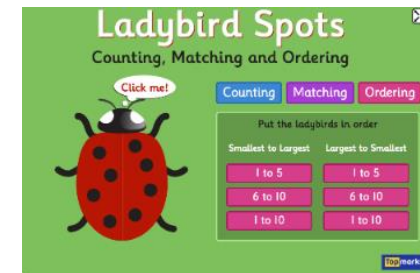 Ladybird Spots
Counting, Matching and Ordering
Click me!
Counting Matching Ordering
Put the ladybirds in order
Smallest to Largest Largest to Smallest
1 to 5 1 to 5
6 to 10 6 to 10
1 to 10 1 to 10